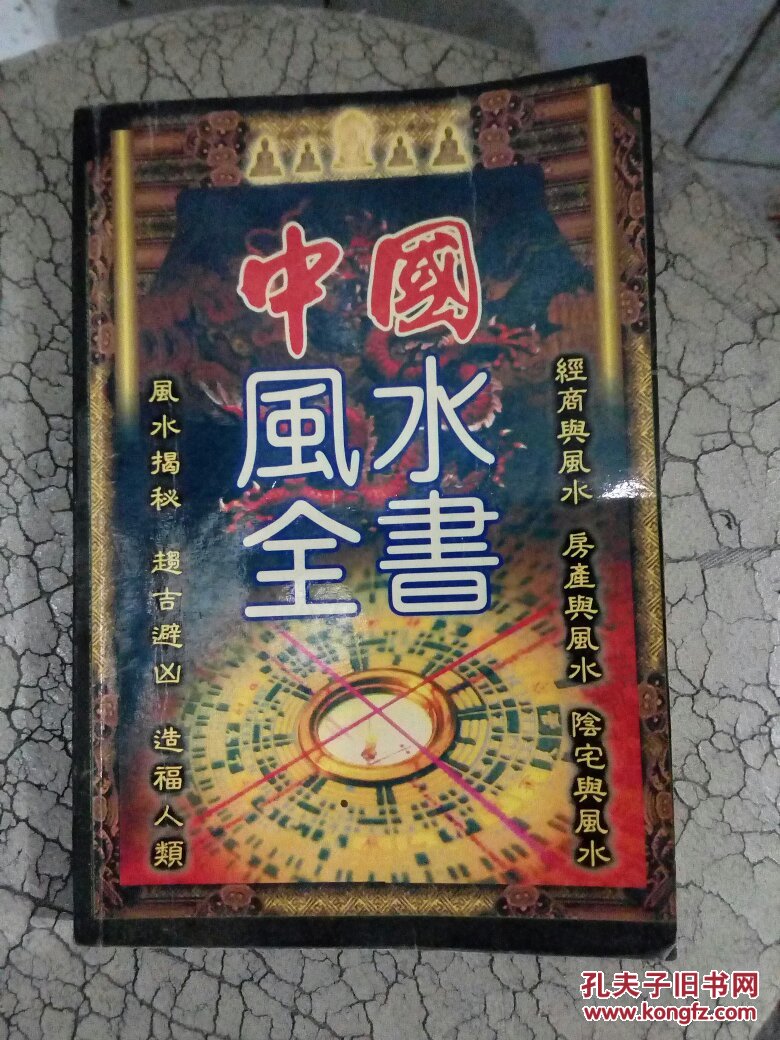 中國
風水
全書
經商與風水 房產與風水 陰宅與風水
風水揭秘 趨吉避凶 造福人類
孔夫子旧书网
www.kongfz.com